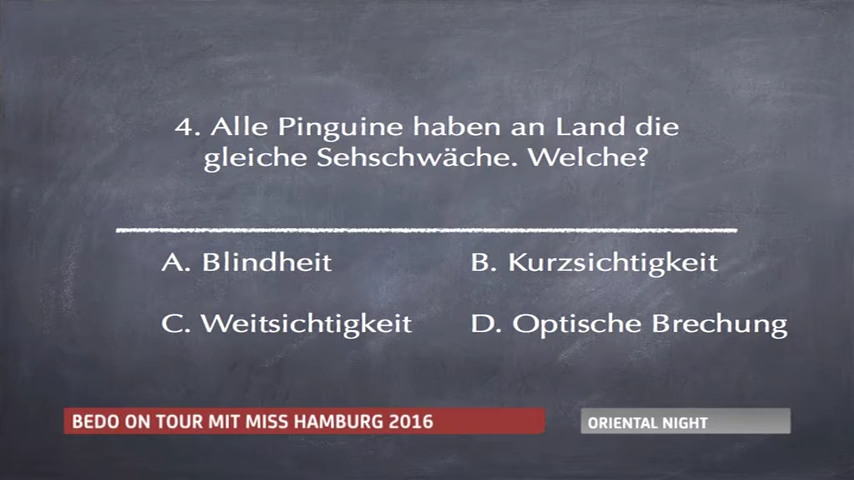 4. Alle Pinguine haben an Land die
gleiche Sehschwäche. Welche?
A. Blindheit
B. Kurzsichtigkeit
C. Weitsichtigkeit
D. Optische Brechung
BEDO ON TOUR MIT MISS HAMBURG 2016
ORIENTAL NIGHT